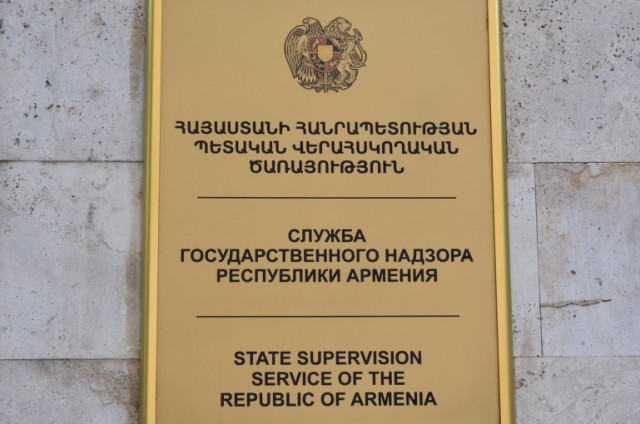 ՀԱՅԱՍՏԱՆԻ ՀԱՆՐԱՊԵՏՈՒԹՅԱՆ
ՊԵՏԱԿԱՆ ՎԵՐԱՀՍԿՈՂԱԿԱՆ
ԾԱՌԱՅՈՒԹՅՈՒՆ
СЛУЖБА
ГОСУДАРСТВЕННОГО НАДЗОРА
РЕСПУБЛИКИ АРМЕНИЯ
STATE SUPERVISION
SERVICE OF THE
REPUBLIC OF ARMENIA